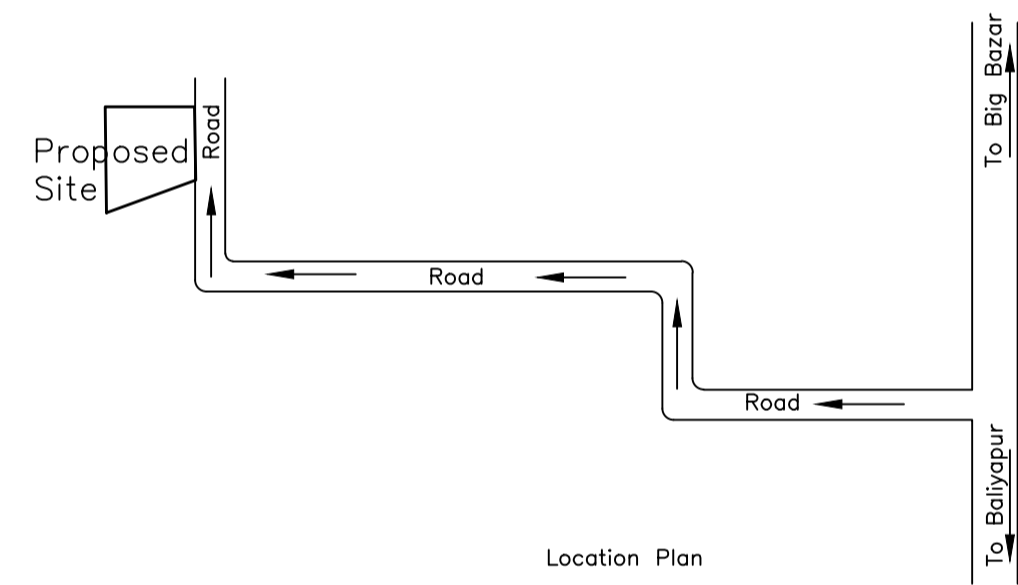 To Big Bazar
Road
Proposed
Site
Road
Road
To Baliyapur
Location Plan